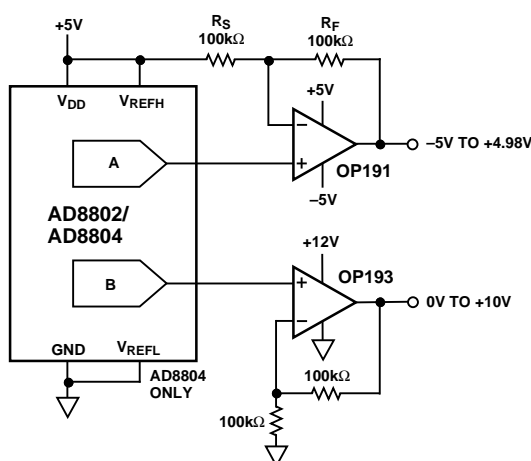 +5V
RS
100kΩ
RF
100kΩ
VDD
VREFH
+5V
A
–5V TO +4.98V
OP191
–5V
AD8802/
AD8804
+12V
OP193
B
0V TO +10V
GND
VREFL
AD8804
ONLY
100kΩ
100kΩ